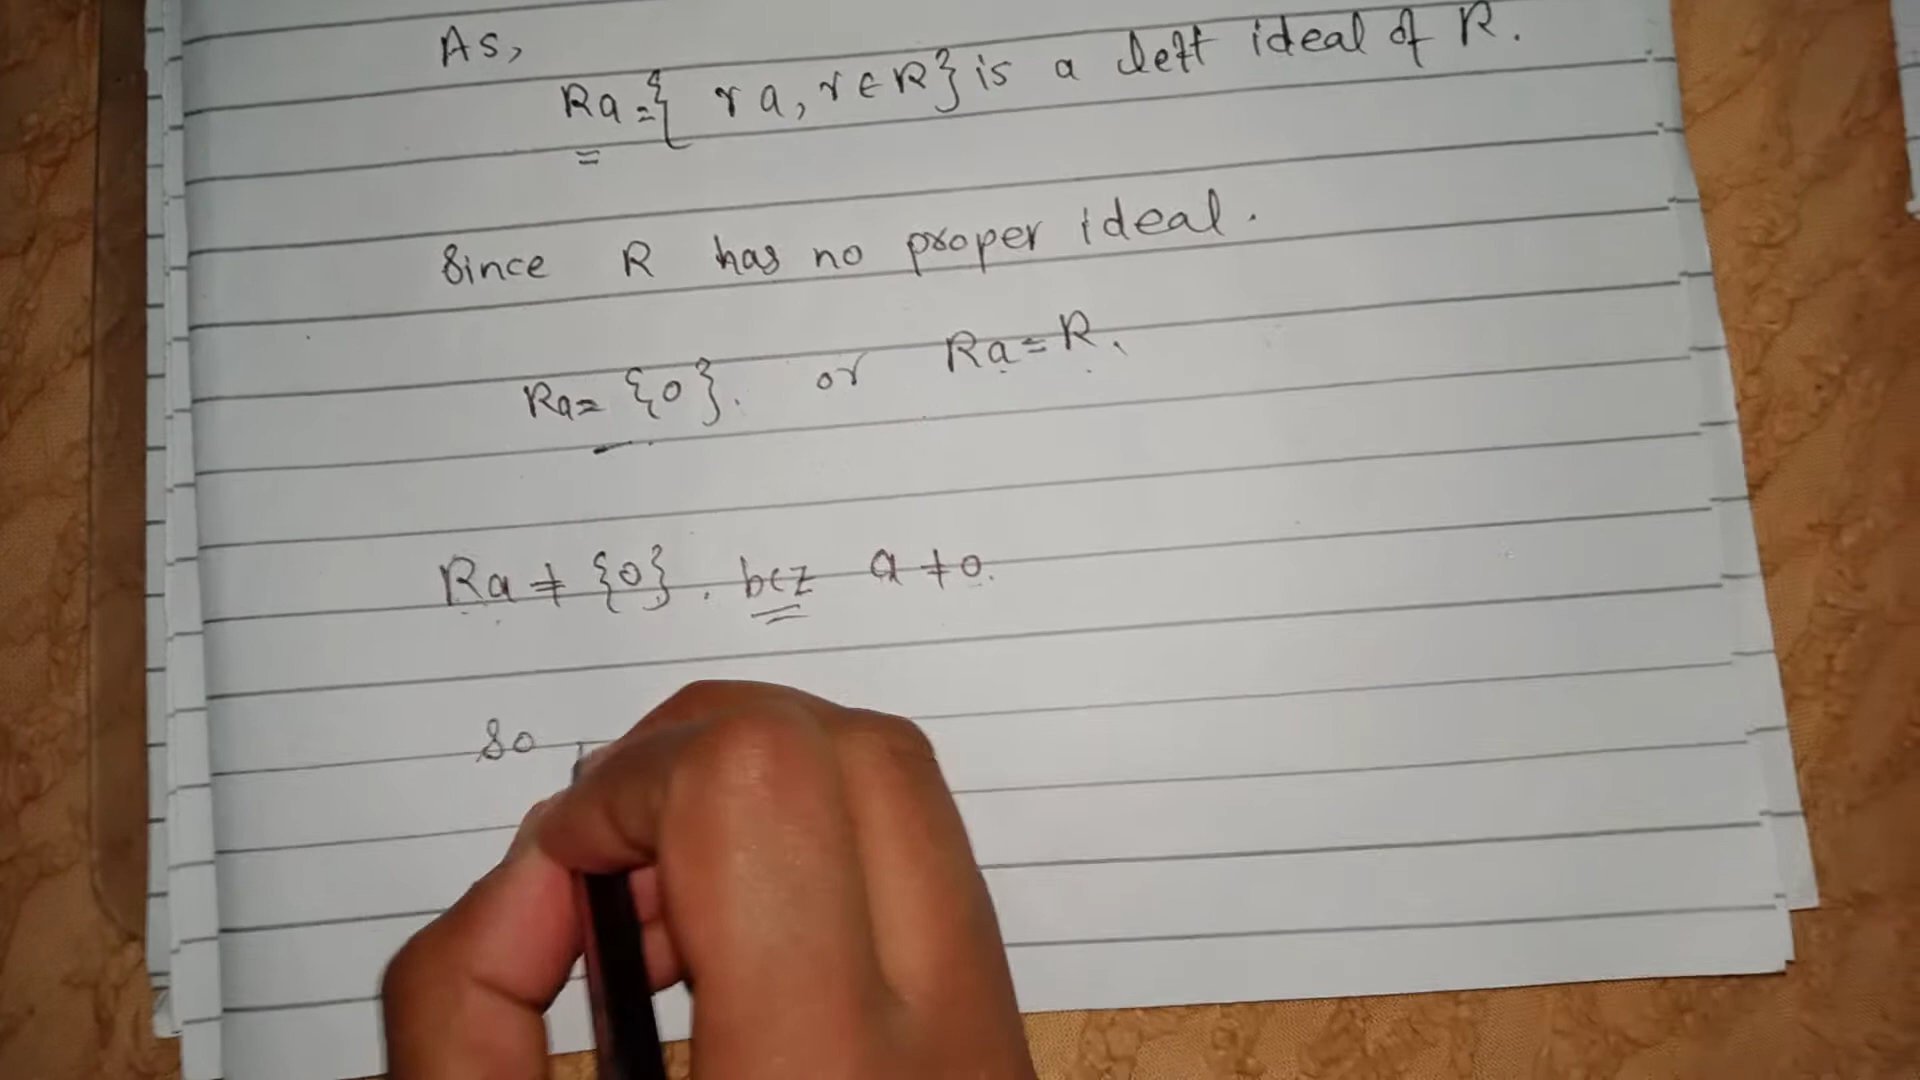 As,
Ra = { ra, r ∈ R } is a left ideal of R.
Since R has no proper ideal.
Ra = {0}. or Ra = R.
Ra ≠ {0}. bcz a ≠ 0.
So